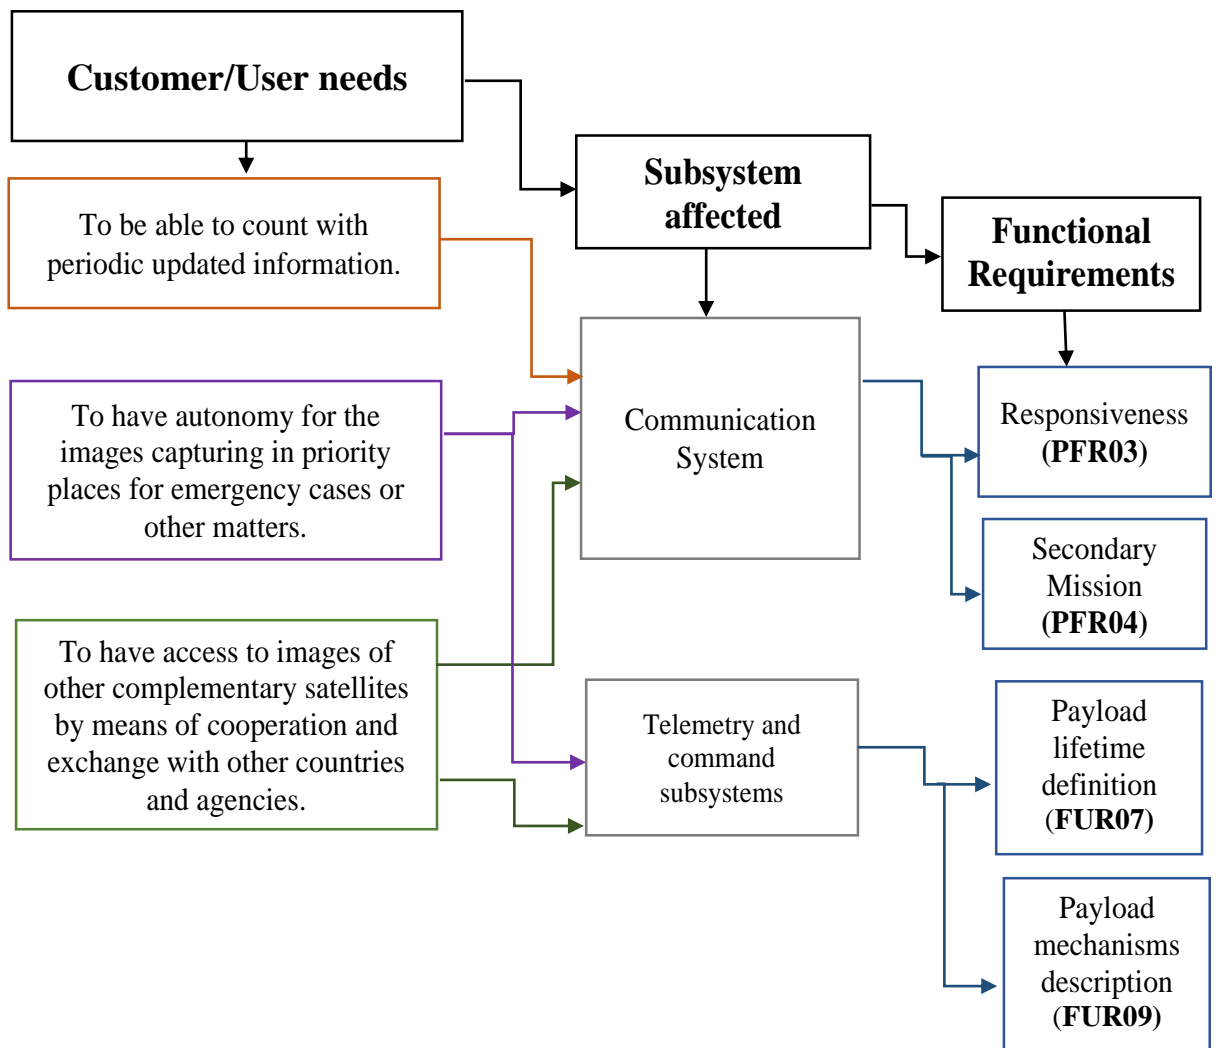 Customer/User needs
Subsystem
affected
Functional
Requirements
To be able to count with
periodic updated information.
To have autonomy for the
images capturing in priority
places for emergency cases or
other matters.
To have access to images of
other complementary satellites
by means of cooperation and
exchange with other countries
and agencies.
Communication
System
Telemetry and
command
subsystems
Responsiveness
(PFR03)
Secondary
Mission
(PFR04)
Payload
lifetime
definition
(FUR07)
Payload
mechanisms
description
(FUR09)